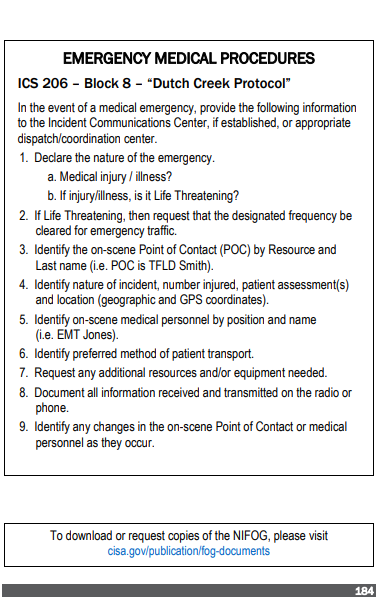 EMERGENCY MEDICAL PROCEDURES
ICS 206 – Block 8 – “Dutch Creek Protocol”
In the event of a medical emergency, provide the following information
to the Incident Communications Center, if established, or appropriate
dispatch/coordination center.
1. Declare the nature of the emergency.
a. Medical injury / illness?
b. If injury/illness, is it Life Threatening?
2. If Life Threatening, then request that the designated frequency be
cleared for emergency traffic.
3. Identify the on-scene Point of Contact (POC) by Resource and
Last name (i.e. POC is TFLD Smith).
4. Identify nature of incident, number injured, patient assessment(s)
and location (geographic and GPS coordinates).
5. Identify on-scene medical personnel by position and name
(i.e. EMT Jones).
6. Identify preferred method of patient transport.
7. Request any additional resources and/or equipment needed.
8. Document all information received and transmitted on the radio or
phone.
9. Identify any changes in the on-scene Point of Contact or medical
personnel as they occur.
To download or request copies of the NIFOG, please visit
cisa.gov/publication/fog-documents
184